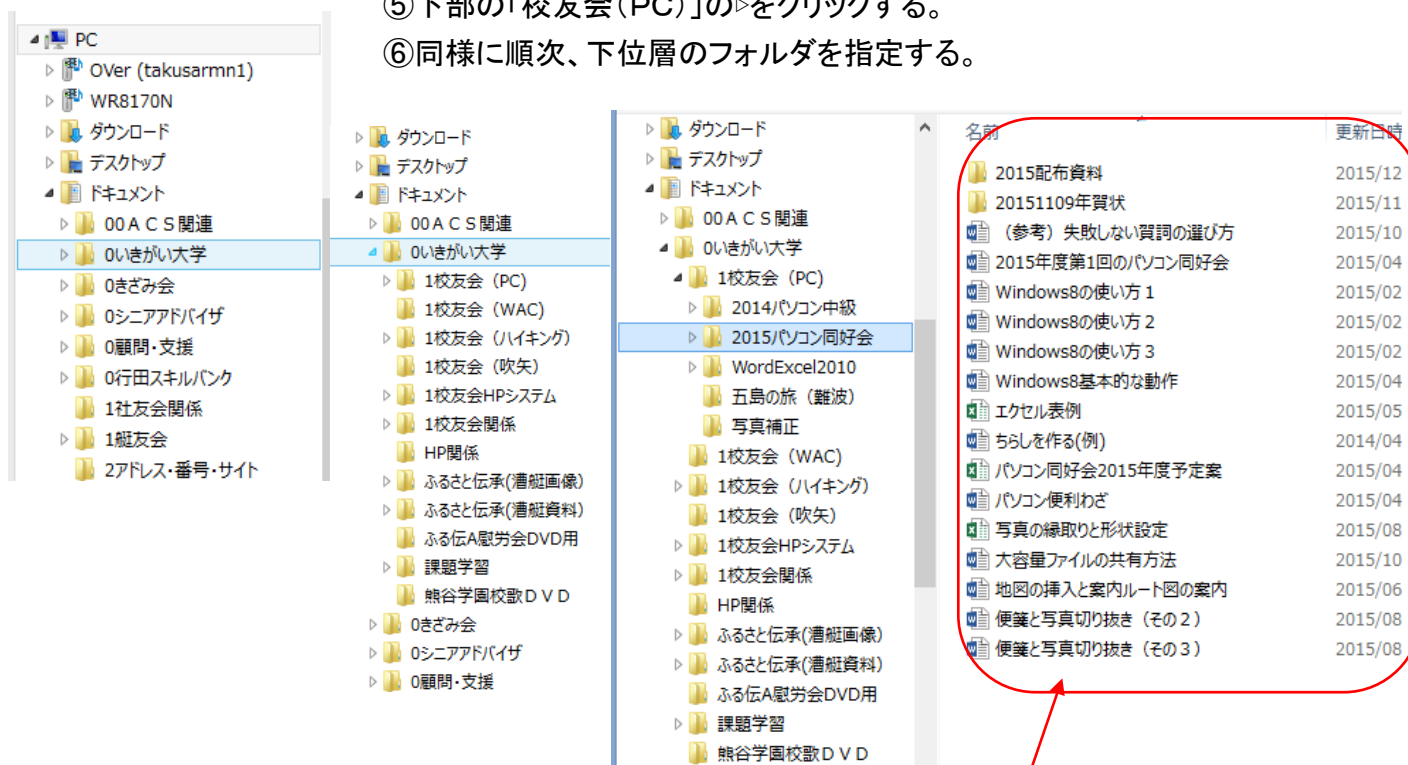 ⑤下部の「校友会(PC)」の▷をクリックする。
⑥同様に順次、下位層のフォルダを指定する。
PC
OVer (takusarmn1)
WR8170N
ダウンロード
デスクトップ
ドキュメント
00ＡＣＳ関連
0いきがい大学
0きざみ会
0シニアアドバイザ
0顧問・支援
0行田スキルバンク
1社友会関係
1艇友会
2アドレス・番号・サイト
ダウンロード
デスクトップ
ドキュメント
00ＡＣＳ関連
0いきがい大学
1校友会（PC)
1校友会（WAC)
1校友会（ハイキング）
1校友会（吹矢）
1校友会HPシステム
1校友会関係
HP関係
ふるさと伝承(漕艇画像)
ふるさと伝承(漕艇資料)
ふる伝A慰労会DVD用
課題学習
熊谷学園校歌ＤＶＤ
0きざみ会
0シニアアドバイザ
0顧問・支援
ダウンロード
デスクトップ
ドキュメント
00ＡＣＳ関連
0いきがい大学
1校友会（PC)
2014パソコン中級
2015パソコン同好会
WordExcel2010
五島の旅（難波）
写真補正
1校友会（WAC)
1校友会（ハイキング）
1校友会（吹矢）
1校友会HPシステム
1校友会関係
HP関係
ふるさと伝承(漕艇画像)
ふるさと伝承(漕艇資料)
ふる伝A慰労会DVD用
課題学習
熊谷学園校歌ＤＶＤ
名前 更新日時
2015配布資料 2015/12
20151109年賀状 2015/11
（参考）失敗しない賀詞の選び方 2015/10
2015年度第1回のパソコン同好会 2015/04
Windows8の使い方１ 2015/02
Windows8の使い方２ 2015/02
Windows8の使い方３ 2015/02
Windows8基本的な動作 2015/04
エクセル表例 2015/05
ちらしを作る(例) 2014/04
パソコン同好会2015年度予定案 2015/04
パソコン便利わざ 2015/04
写真の縁取りと形状設定 2015/08
大容量ファイルの共有方法 2015/10
地図の挿入と案内ルート図の案内 2015/06
便箋と写真切り抜き（その２） 2015/08
便箋と写真切り抜き（その３） 2015/08